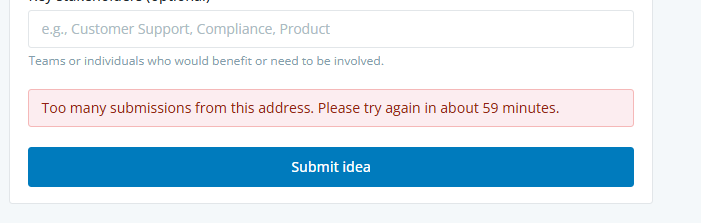 e.g., Customer Support, Compliance, Product
Teams or individuals who would benefit or need to be involved.
Too many submissions from this address. Please try again in about 59 minutes.
Submit idea